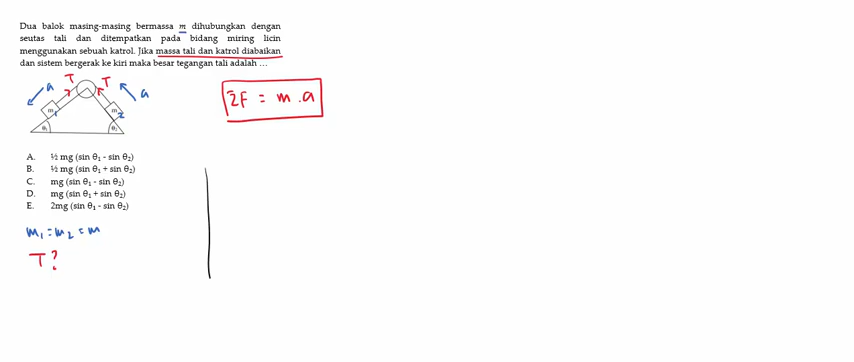 Dua balok masing-masing bermassa m dihubungkan dengan
seutas tali dan ditempatkan pada bidang miring licin
menggunakan sebuah katrol. Jika massa tali dan katrol diabaikan
dan sistem bergerak ke kiri maka besar tegangan tali adalah ...
T T
a a
m₁ m₂
θ₁ θ₂
ΣF = m . a
A. ½ mg (sin θ₁ - sin θ₂)
B. ½ mg (sin θ₁ + sin θ₂)
C. mg (sin θ₁ - sin θ₂)
D. mg (sin θ₁ + sin θ₂)
E. 2mg (sin θ₁ - sin θ₂)
m₁ = m₂ = m
T ?